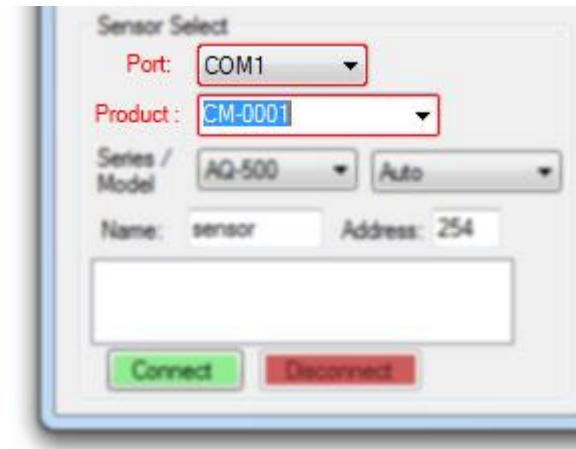 Sensor Select
Port: COM1
Product : CM-0001
Series / Model AQ-500 Auto
Name: sensor Address: 254
Connect Disconnect